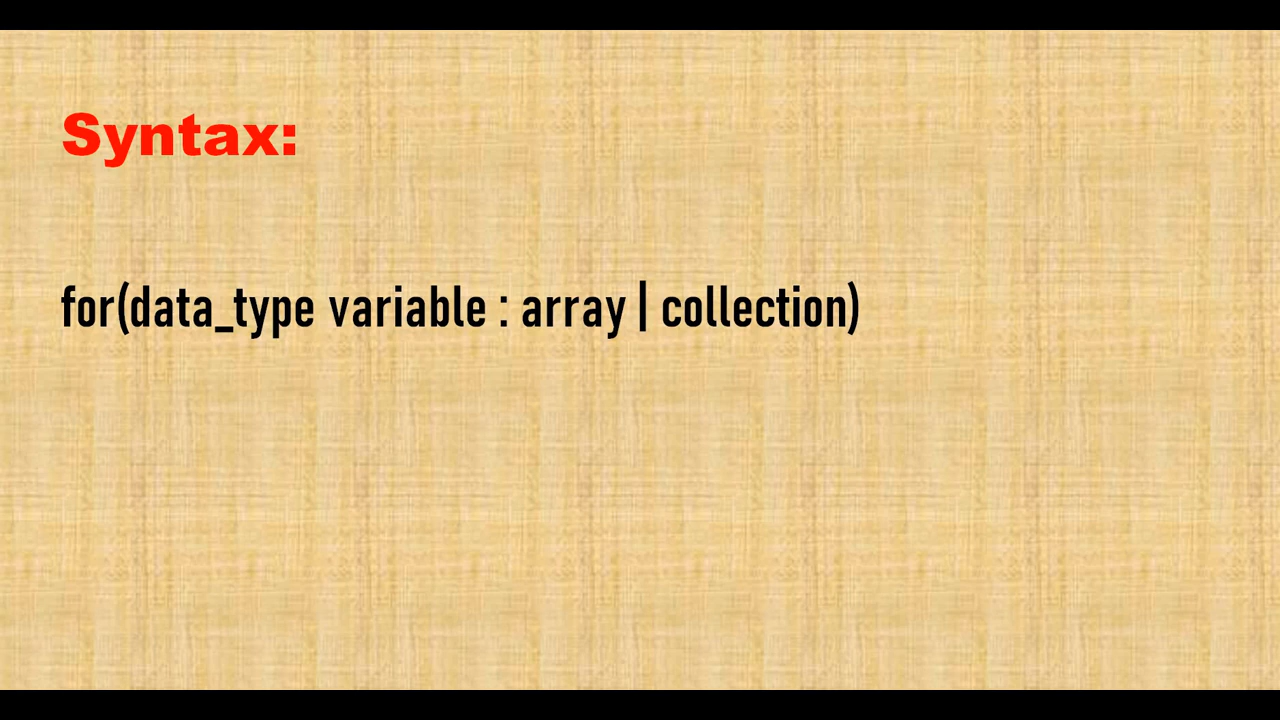 Syntax:
for(data_type variable : array | collection)